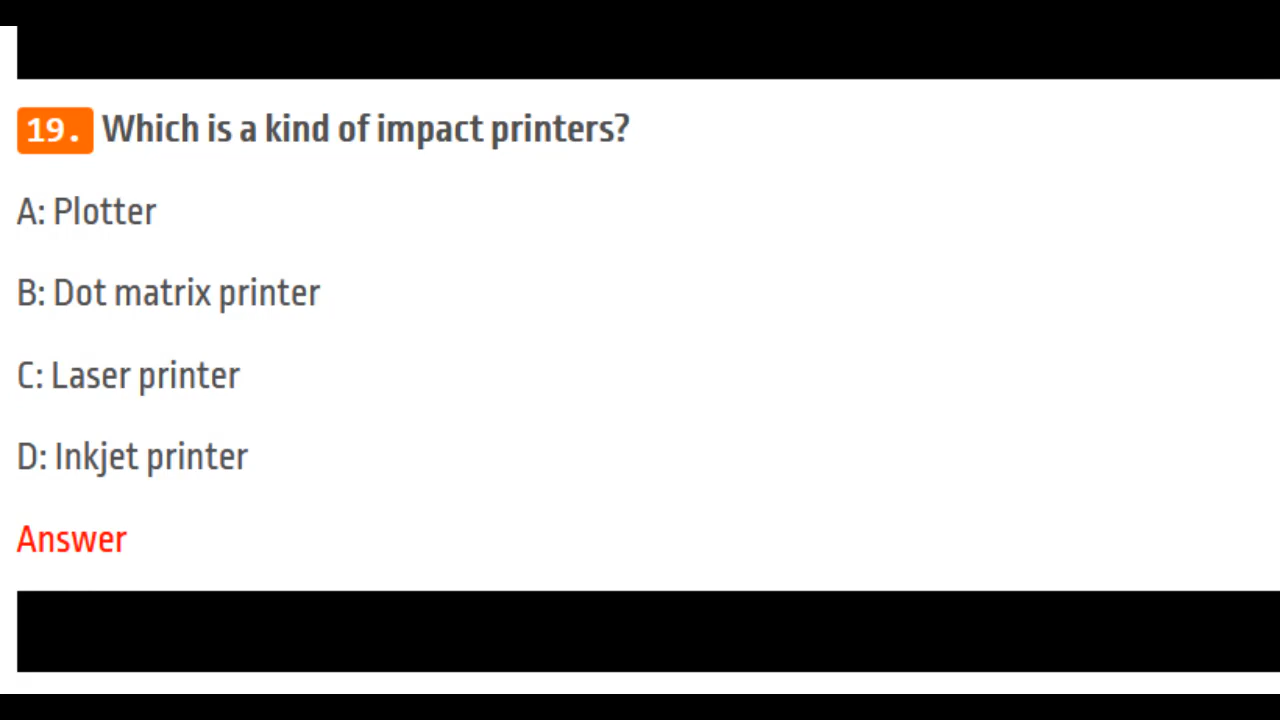 19. Which is a kind of impact printers?
A: Plotter
B: Dot matrix printer
C: Laser printer
D: Inkjet printer
Answer